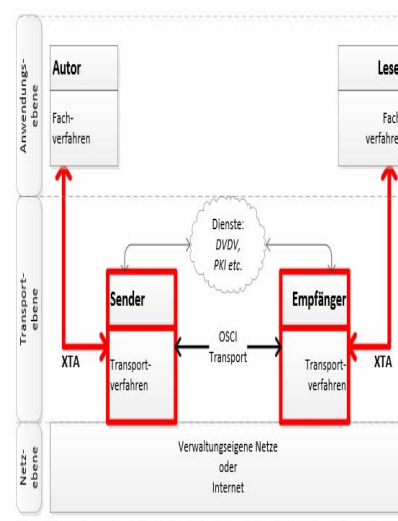 Anwendungs-
ebene
Autor
Fach-
verfahren
Lese
Fach
verfahre
Dienste:
DVDV,
PKI etc.
Transport-
ebene
Sender
Empfänger
OSCI
Transport
XTA
Transport-
verfahren
Transport-
verfahren
XTA
Netz-
ebene
Verwaltungseigene Netze
oder
Internet